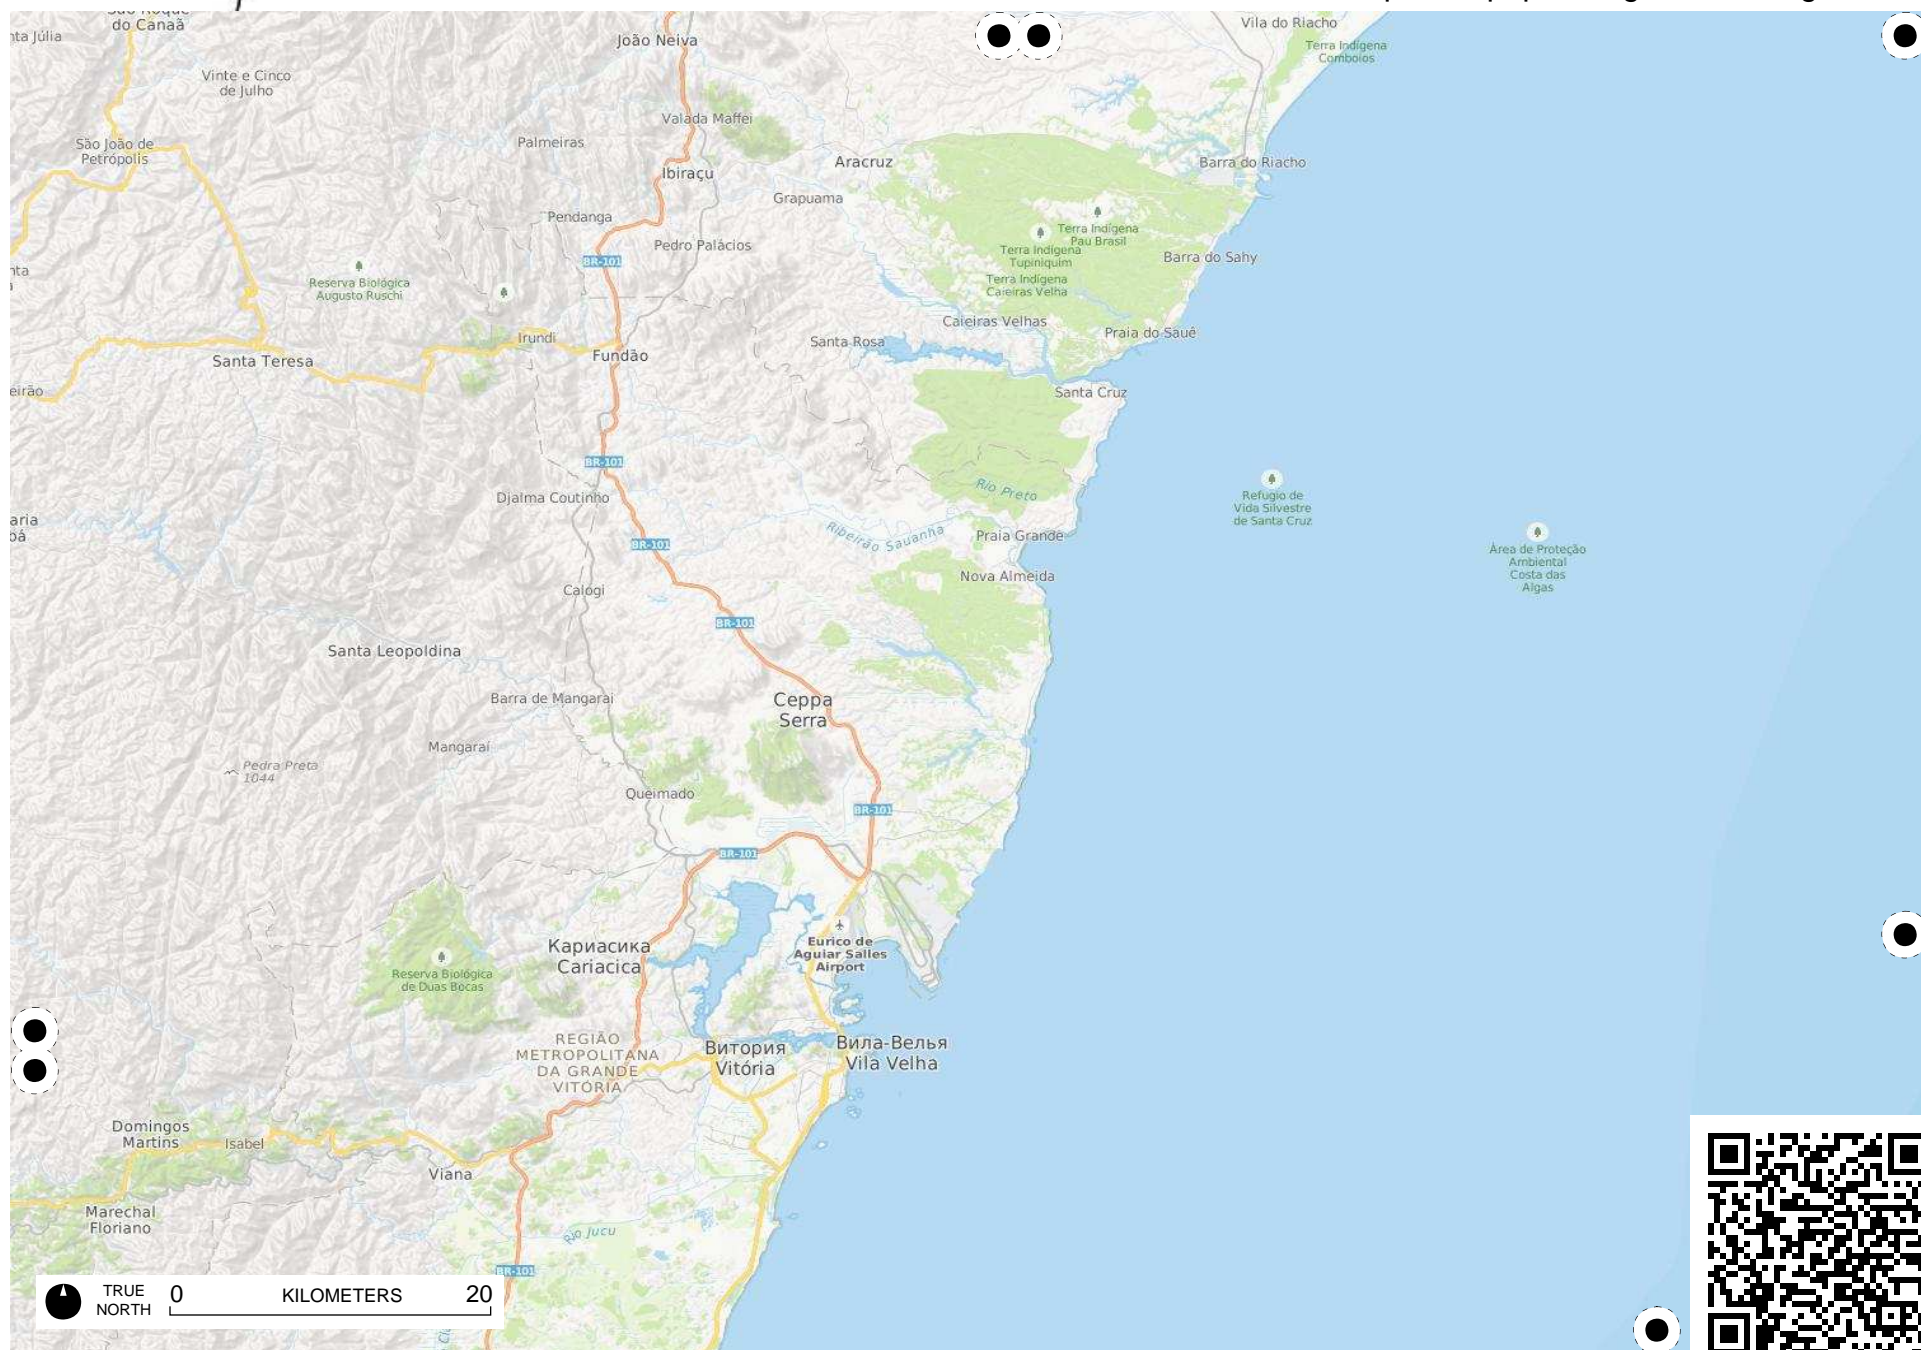 do Canaã
nta Júlia
João Neiva
Vila do Riacho
Terra Indígena
Comboios
Vinte e Cinco
de Julho
Valada Maffei
São João de
Petrópolis
Palmeiras
Aracruz
Barra do Riacho
Ibiraçu
Grapuama
Pendanga
Terra Indígena
Pau Brasil
Pedro Palácios
Terra Indígena
Tupiniquim
Barra do Sahy
BR-101
nta
Reserva Biológica
Augusto Ruschi
Terra Indígena
Caieiras Velha
Caieiras Velhas
Praia do Sauê
Irundi
Santa Rosa
Fundão
Santa Teresa
eirão
Santa Cruz
BR-101
Djalma Coutinho
Rio Preto
Refugio de
Vida Silvestre
de Santa Cruz
aria
bá
Ribeirão Sauanha
Praia Grande
BR-101
Área de Proteção
Ambiental
Costa das
Algas
Nova Almeida
Calogi
BR-101
Santa Leopoldina
Barra de Mangaraí
Серра
Serra
Mangaraí
Pedra Preta
1044
Queimado
BR-101
BR-101
Кариасика
Cariacica
Eurico de
Aguiar Salles
Airport
Reserva Biológica
de Duas Bocas
REGIÃO
METROPOLITANA
DA GRANDE
VITÓRIA
Витория
Vitória
Вила-Велья
Vila Velha
Domingos
Martins
Isabel
Viana
Marechal
Floriano
Rio Jucu
BR-101
TRUE
NORTH
0 KILOMETERS 20